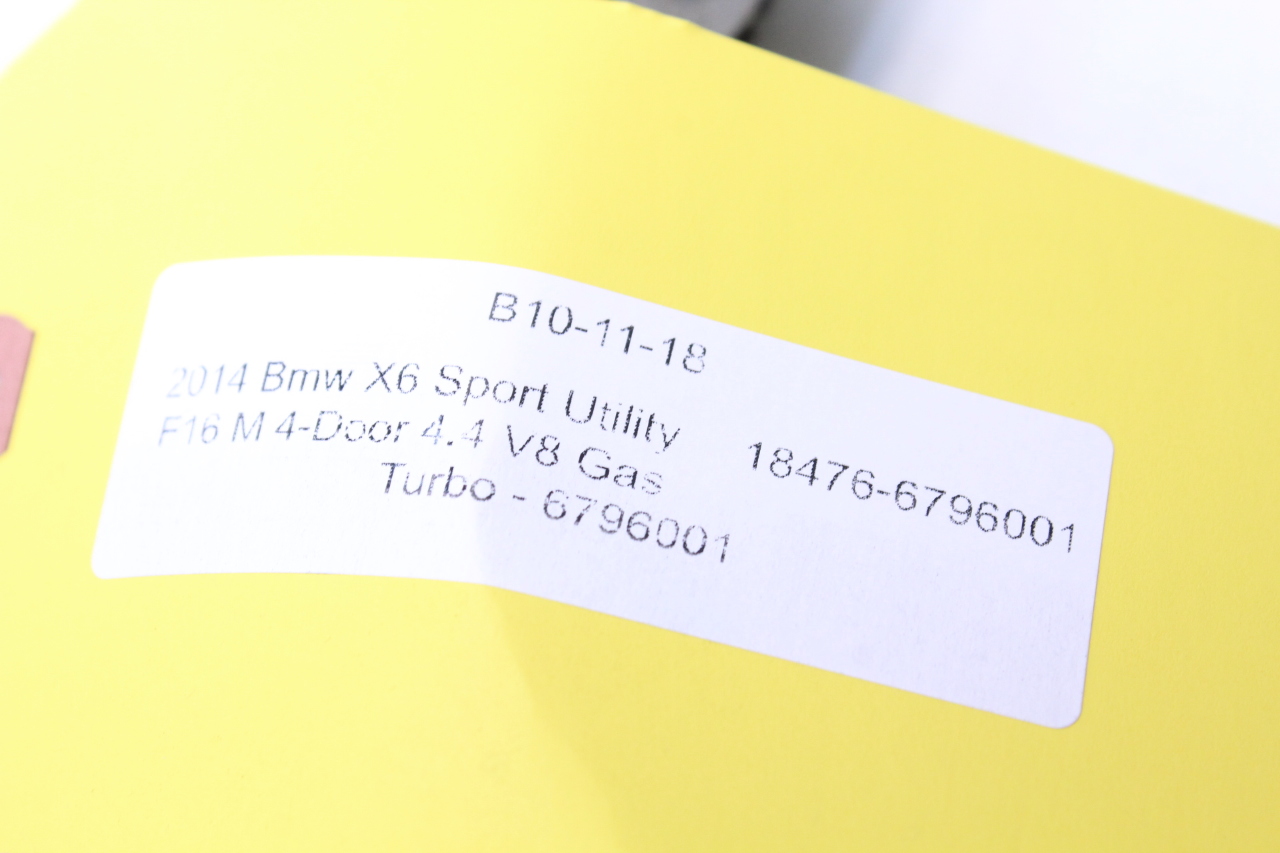 B10-11-18
2014 Bmw X6 Sport Utility
F16 M 4-Door 4.4 V8 Gas
Turbo - 6796001
18476-6796001